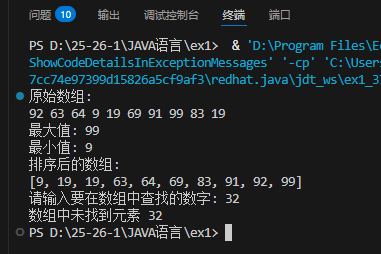 问题 10 输出 调试控制台 终端 端口
PS D:\25-26-1\JAVA语言\ex1> & 'D:\Program Files\Ec
ShowCodeDetailsInExceptionMessages' '-cp' 'C:\Users
7cc74e97399d15826a5cf9af3\redhat.java\jdt_ws\ex1_37
原始数组:
92 63 64 9 19 69 91 99 83 19
最大值: 99
最小值: 9
排序后的数组:
[9, 19, 19, 63, 64, 69, 83, 91, 92, 99]
请输入要在数组中查找的数字: 32
数组中未找到元素 32
PS D:\25-26-1\JAVA语言\ex1>